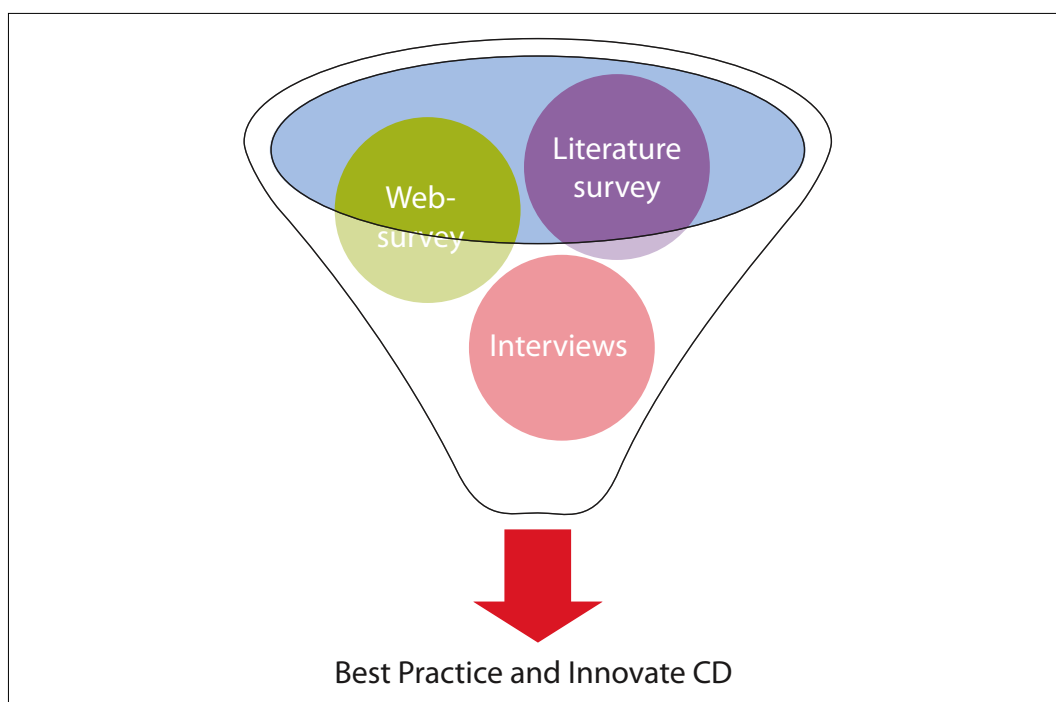 Literature
survey
Web-
survey
Interviews
Best Practice and Innovate CD